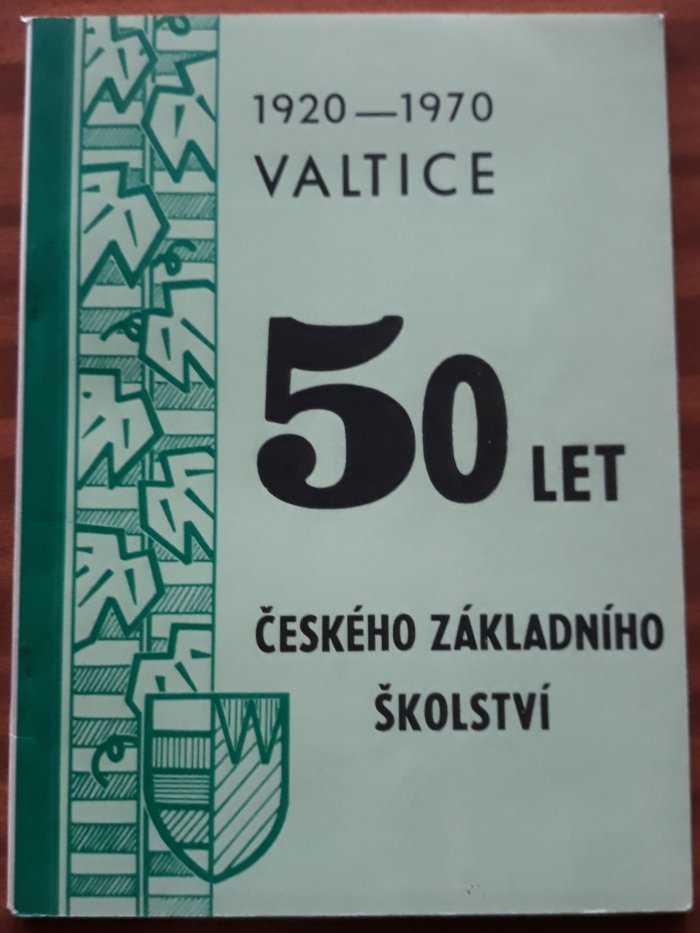 1920—1970
VALTICE
50 LET
ČESKÉHO ZÁKLADNÍHO
ŠKOLSTVÍ